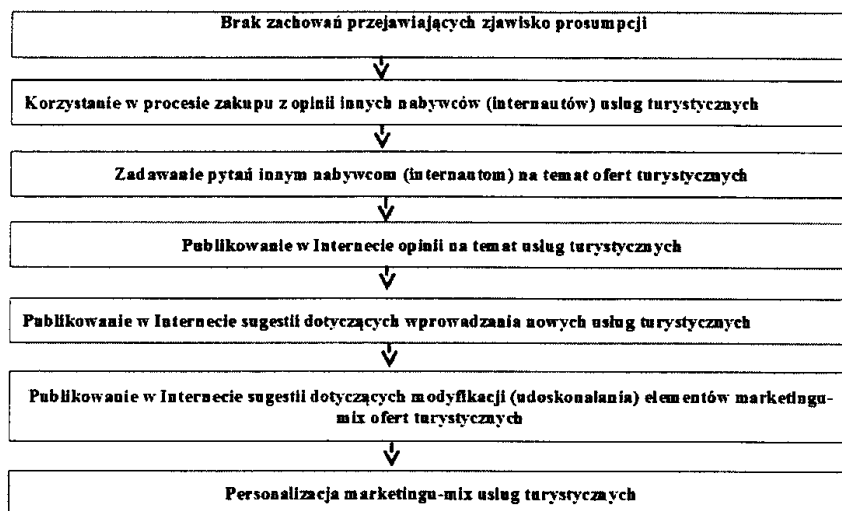 Brak zachowań przejawiających zjawisko prosumpcji
Korzystanie w procesie zakupu z opinii innych nabywców (internautów) usług turystycznych
Zadawanie pytań innym nabywcom (internautom) na temat ofert turystycznych
Publikowanie w Internecie opinii na temat usług turystycznych
Publikowanie w Internecie sugestii dotyczących wprowadzania nowych usług turystycznych
Publikowanie w Internecie sugestii dotyczących modyfikacji (udoskonalania) elementów marketingu-
mix ofert turystycznych
Personalizacja marketingu-mix usług turystycznych